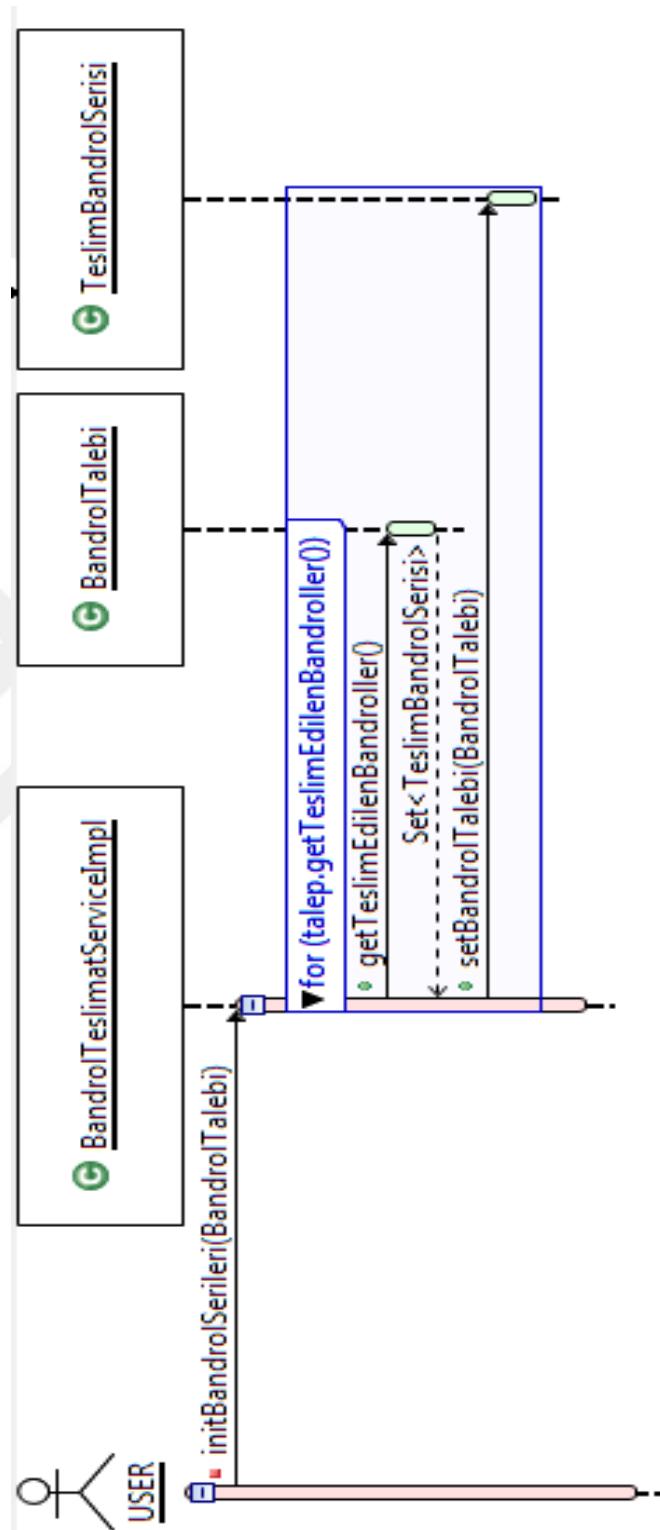 USER
BandrolTeslimatServiceImpl
BandrolTalebi
TeslimBandrolSerisi
initBandrolSerileri(BandrolTalebi)
for (talep.getTeslimEdilenBandroller())
getTeslimEdilenBandroller()
Set<TeslimBandrolSerisi>
setBandrolTalebi(BandrolTalebi)